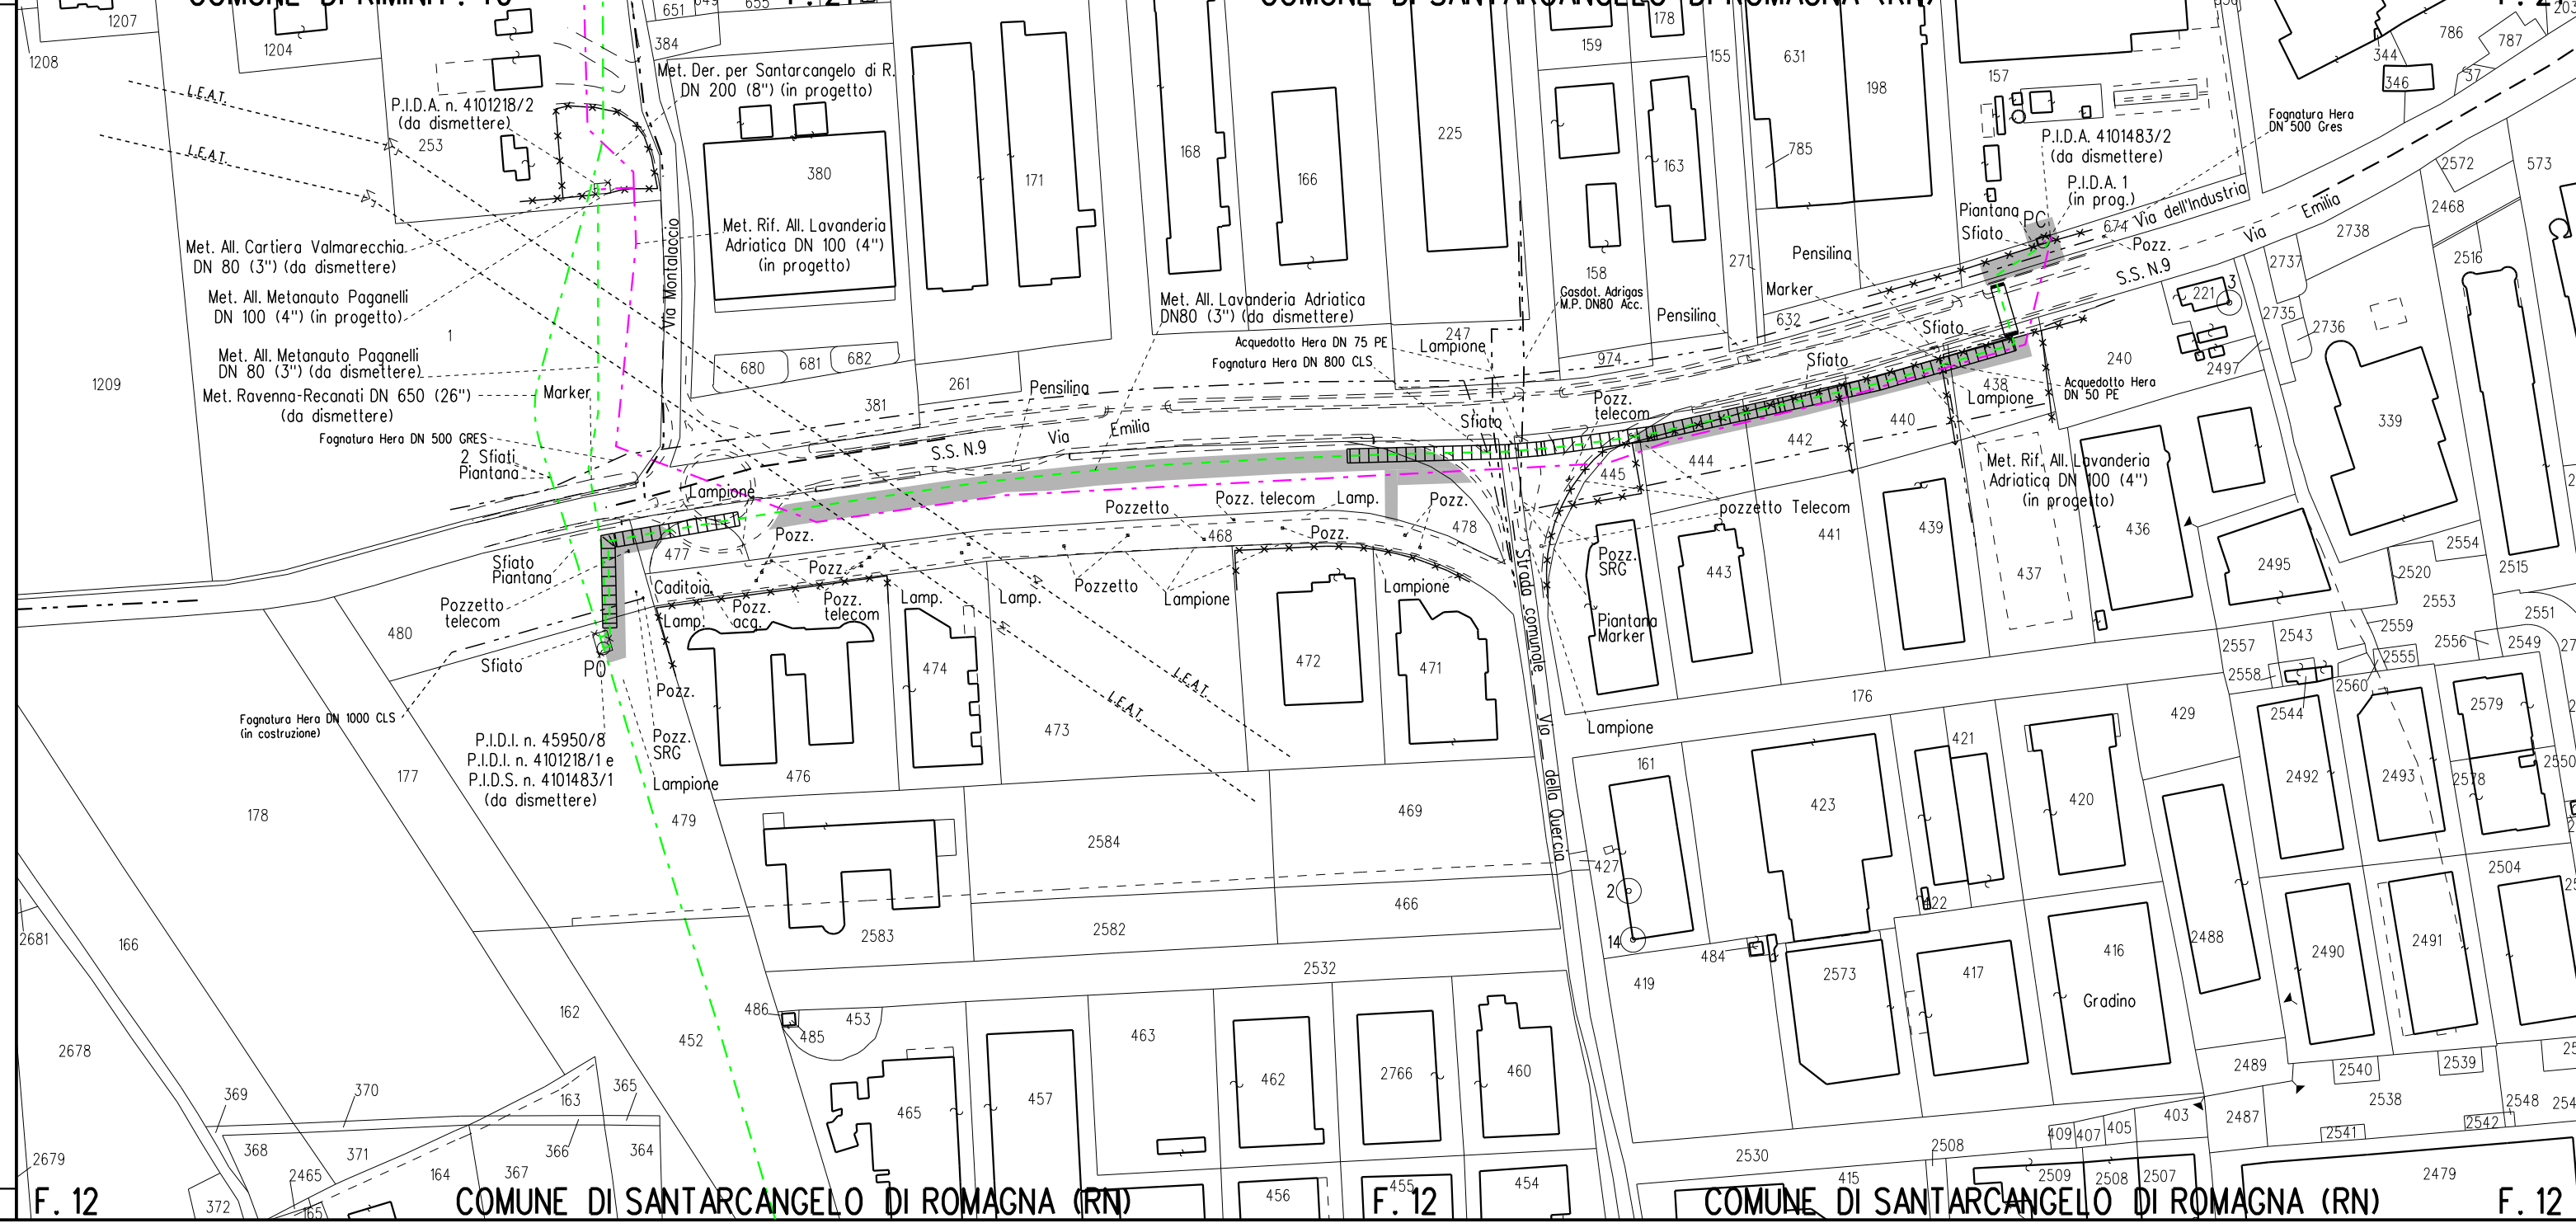 COMUNE DI SANTARCANGELO DI ROMAGNA (RN)
1207
1204
1208
651
655
384
Met. Der. per Santarcangelo di R.
DN 200 (8") (in progetto)
P.I.D.A. n. 4101218/2
(da dismettere)
253
I.E.AT.
I.E.AT.
380
171
168
166
225
159
178
155
631
198
785
163
157
344
346
786
787
37
Fognatura Hera
DN 500 Gres
P.I.D.A. 4101483/2
(da dismettere)
P.I.D.A. 1
(in prog.)
Piantana
Sfiato
PC
674
Via dell'Industria
Pozz.
Via
Emilia
S.S. N.9
2572
573
2468
2738
2737
2516
2735
2736
2497
221
3
240
339
Met. All. Cartiera Valmarecchia
DN 80 (3") (da dismettere)
Met. All. Metanauto Paganelli
DN 100 (4") (in progetto)
Met. All. Metanauto Paganelli
DN 80 (3") (da dismettere)
Met. Ravenna-Recanati DN 650 (26")
(da dismettere)
Fognatura Hera DN 500 GRES
2 Sfiati
Piantana
Marker
1
1209
Via Montalaccio
Met. Rif. All. Lavanderia
Adriatica DN 100 (4")
(in progetto)
680
681
682
261
381
Pensilina
Met. All. Lavanderia Adriatica
DN80 (3") (da dismettere)
Acquedotto Hera DN 75 PE
Fognatura Hera DN 800 CLS
247
Lampione
158
Gasdot. Adrigas
M.P. DN80 Acc.
271
Pensilina
Marker
Pensilina
632
974
Sfiato
Sfiato
Pozz.
telecom
Sfiato
S.S. N.9
Via
Emilia
438
Lampione
Acquedotto Hera
DN 50 PE
440
442
444
445
Met. Rif. All. Lavanderia
Adriatica DN 100 (4")
(in progetto)
pozzetto Telecom
441
439
443
437
436
2495
2554
2520
2515
2553
2551
2559
2556
2549
2543
2557
2555
2558
2560
2544
2579
2550
2578
Lampione
Pozzetto
Pozz. telecom
Lamp.
Pozz.
Pozz.
468
Pozz.
478
477
Sfiato
Piantana
Pozz.
Caditoia
Pozz.
acq.
Pozz.
telecom
Lamp.
Lamp.
Lamp.
Pozzetto
Lampione
Lampione
Pozz.
SRG
Piantana
Marker
Lampione
Pozzetto
telecom
480
Sfiato
P0
Pozz.
Fognatura Hera DN 1000 CLS
(in costruzione)
P.I.D.I. n. 45950/8
P.I.D.I. n. 4101218/1 e
P.I.D.S. n. 4101483/1
(da dismettere)
Pozz.
SRG
Lampione
474
472
471
473
476
I.E.AT.
I.E.AT.
Strada comunale
Via
della Quercia
176
429
161
421
423
420
2492
2493
177
178
479
469
2584
427
2
14
466
2582
2583
422
2504
2681
166
2532
484
419
2573
417
416
Gradino
2488
2490
2491
486
485
453
162
452
463
2678
465
457
462
2766
460
2489
2540
2539
2538
2548
369
370
365
163
368
371
366
364
2465
164
367
2679
372
165
456
455
454
2530
2508
415
409
407
405
403
2487
2541
2542
2509
2508
2507
2479
F. 12
COMUNE DI SANTARCANGELO DI ROMAGNA (RN)
F. 12
COMUNE DI SANTARCANGELO DI ROMAGNA (RN)
F. 12